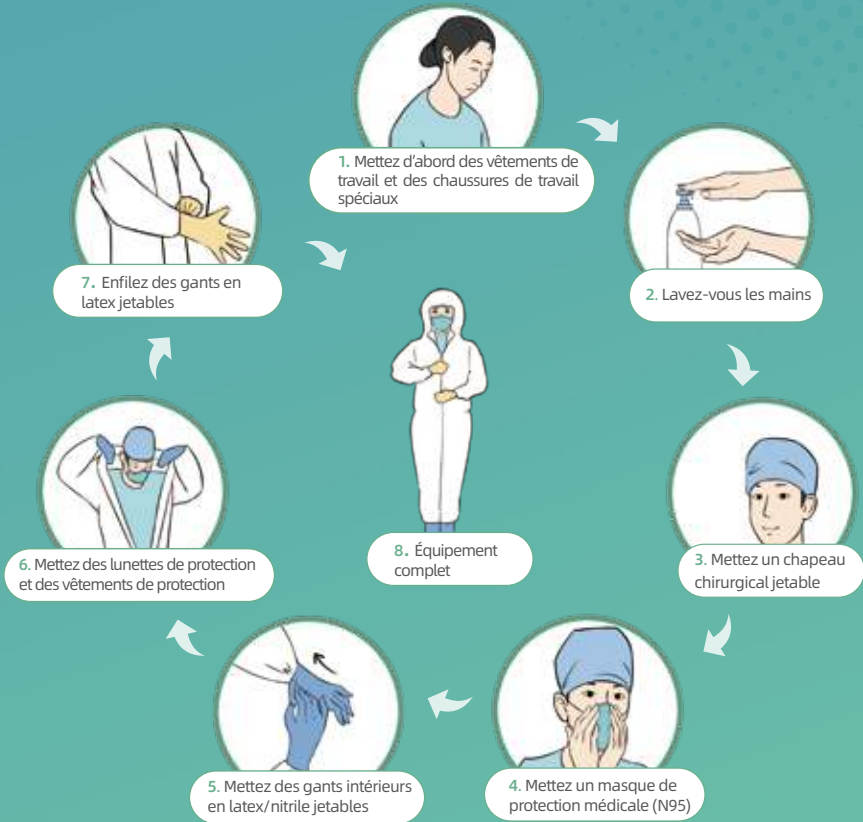 1. Mettez d'abord des vêtements de
travail et des chaussures de travail
spéciaux
2. Lavez-vous les mains
3. Mettez un chapeau
chirurgical jetable
4. Mettez un masque de
protection médicale (N95)
5. Mettez des gants intérieurs
en latex/nitrile jetables
6. Mettez des lunettes de protection
et des vêtements de protection
7. Enfilez des gants en
latex jetables
8. Équipement
complet